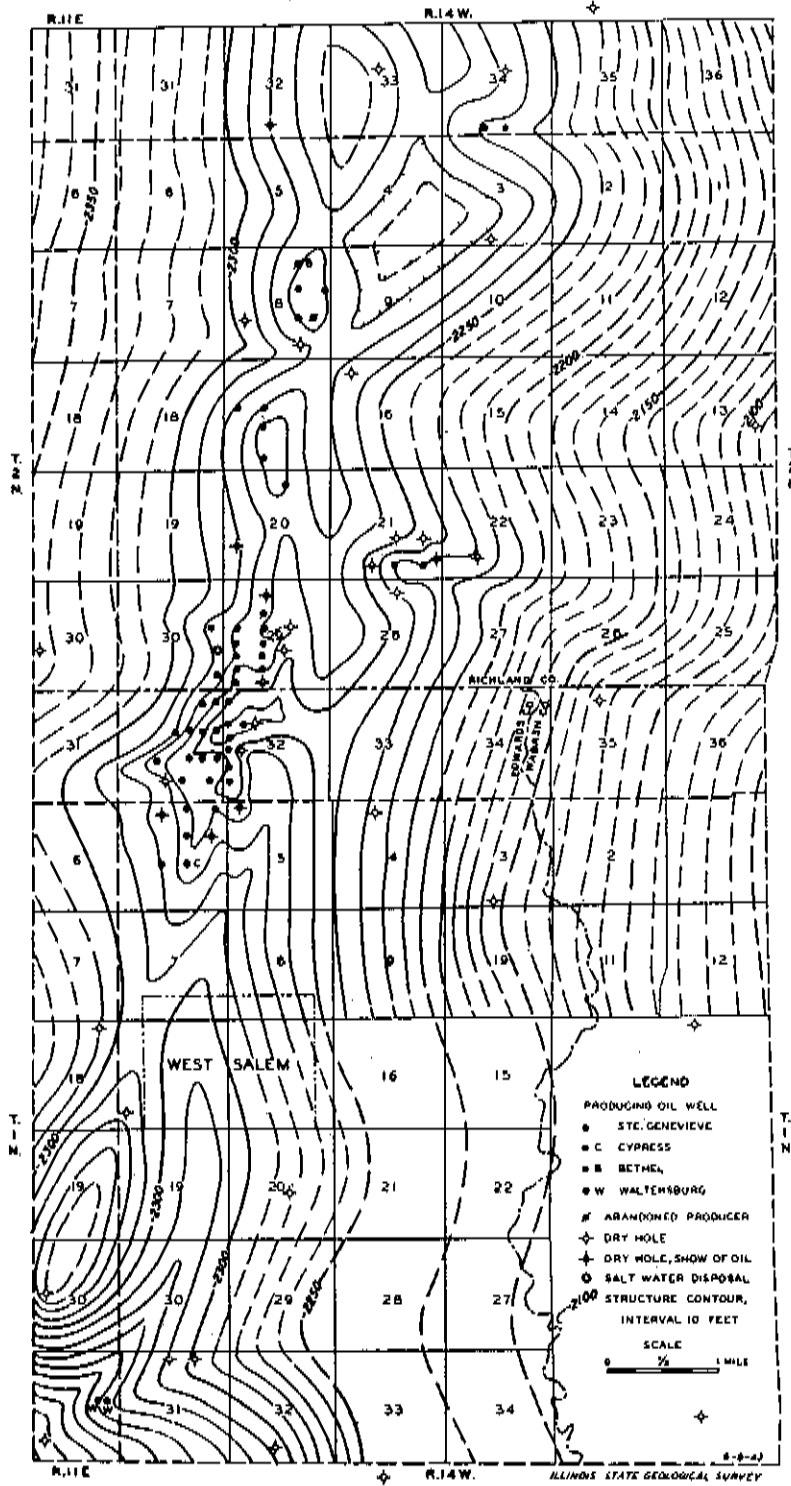 R.11E R.14W.
31 31 32 33 34 35 36
6 6 5 4 3 2
-2350
-2300
7 7 8 9 10 11 12
B
-2250
-2200
18 18 16 15 14 13
-2150
-2100
T.
2
N.
19 19 20 21 22 23 24
30 30 29 28 27 26 25
RICHLAND CO.
EDWARDS CO.
WABASH CO.
31 32 33 34 35 36
6 5 4 3 2
C
7 7 8 9 10 11 12
WEST SALEM
18 16 15
T.
1
N.
T.
1
N.
-2300
19 19 20 21 22
-2300
-2300
-2250
30 30 29 28 27
31 32 33 34
W
W
LEGEND
PRODUCING OIL WELL
STE. GENEVIEVE
C CYPRESS
B BETHEL
W WALTERSBURG
ABANDONED PRODUCER
DRY HOLE
DRY HOLE, SHOW OF OIL
SALT WATER DISPOSAL
-2100 STRUCTURE CONTOUR,
INTERVAL 10 FEET
SCALE
0 1/2 1 MILE
R.11E R.14W.
ILLINOIS STATE GEOLOGICAL SURVEY